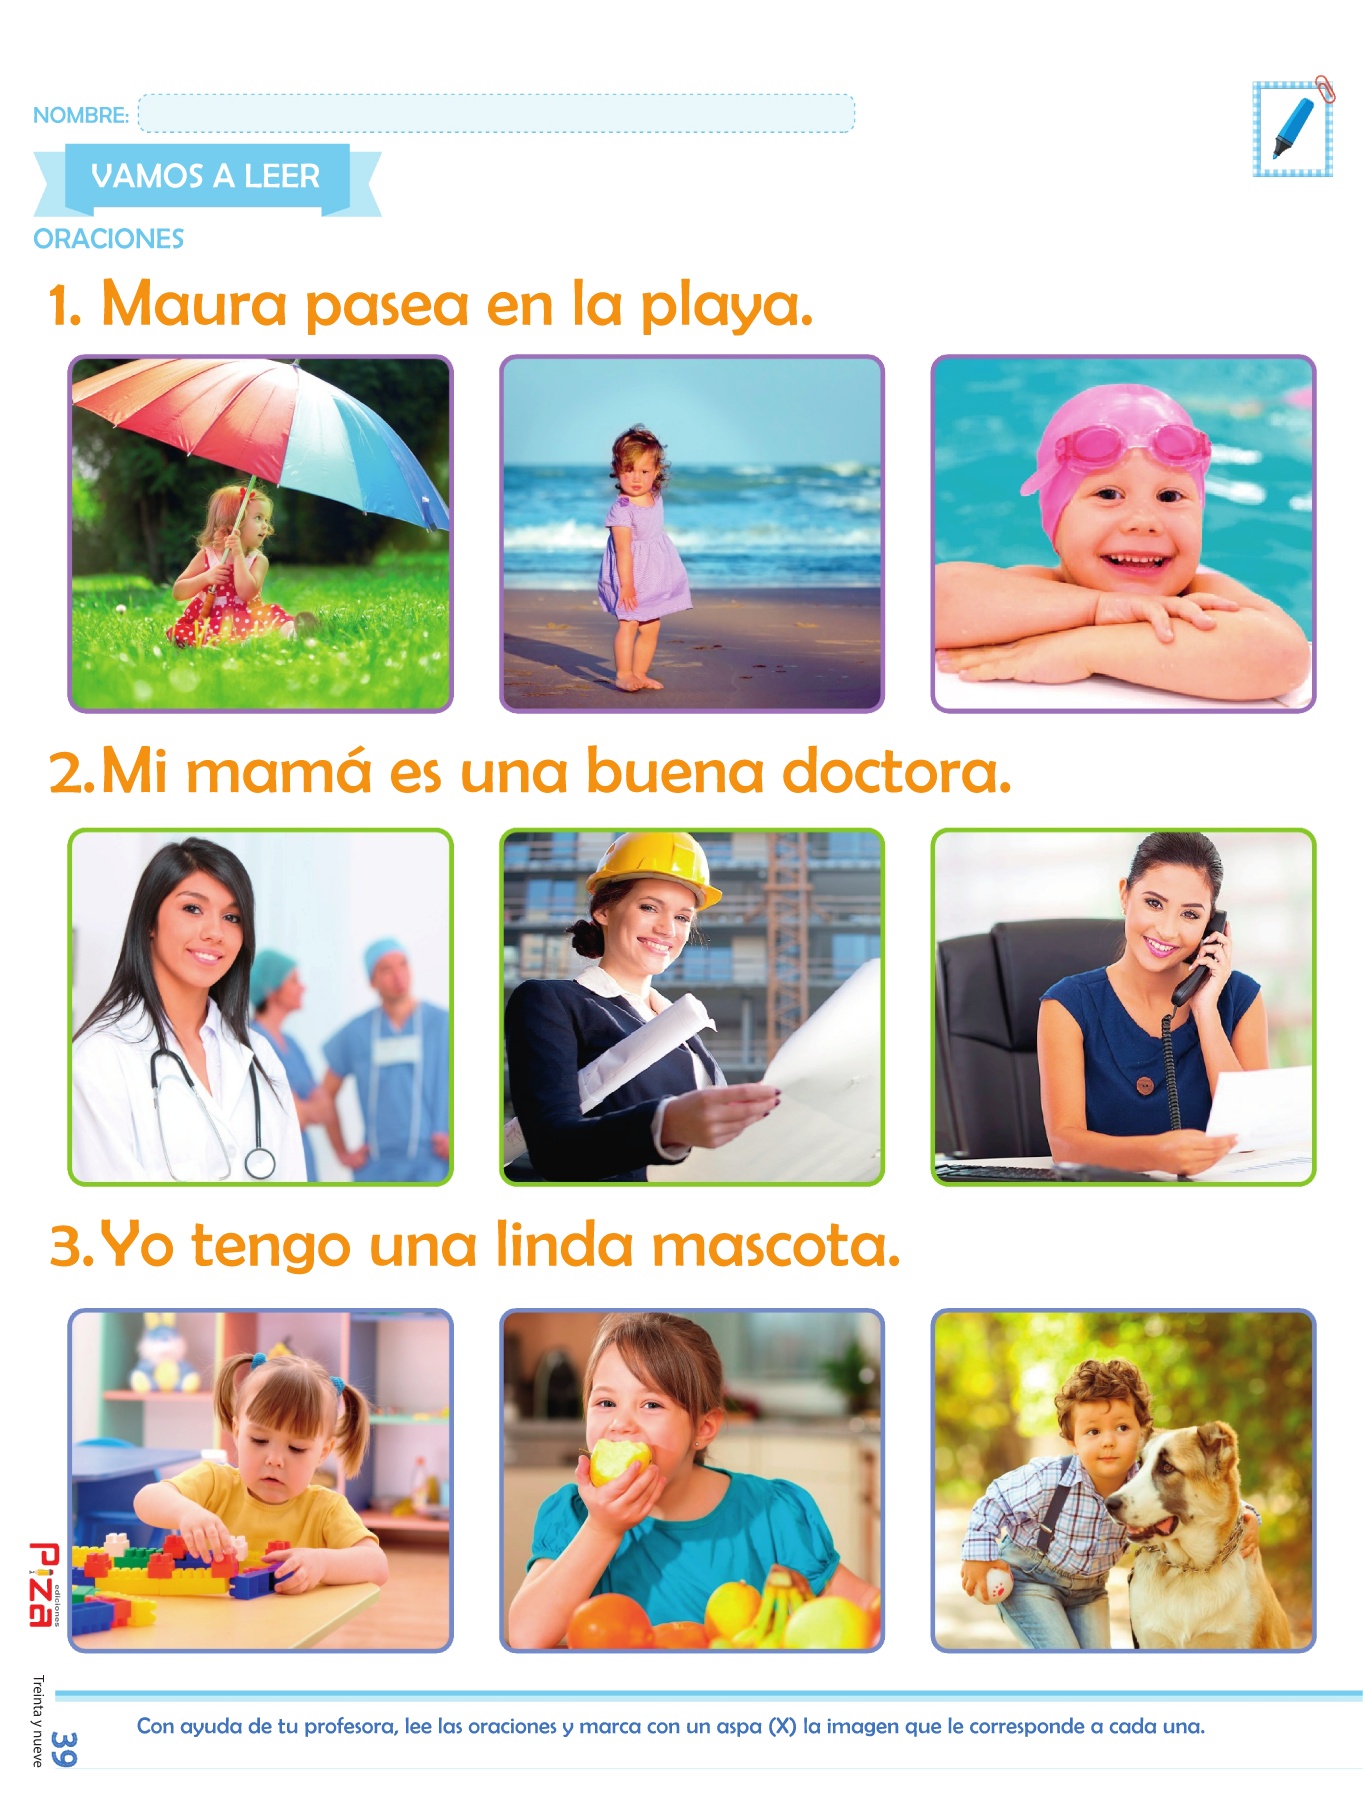 NOMBRE:
VAMOS A LEER
ORACIONES
1. Maura pasea en la playa.
2. Mi mamá es una buena doctora.
3. Yo tengo una linda mascota.
Piza
ediciones
Treinta y nueve
39
Con ayuda de tu profesora, lee las oraciones y marca con un aspa (X) la imagen que le corresponde a cada una.